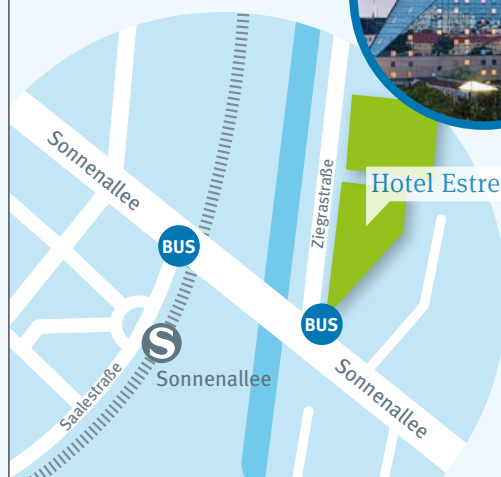 Sonnenallee
Ziegrastraße
Hotel Estre
BUS
BUS
S
Sonnenallee
Saalestraße
Sonnenallee